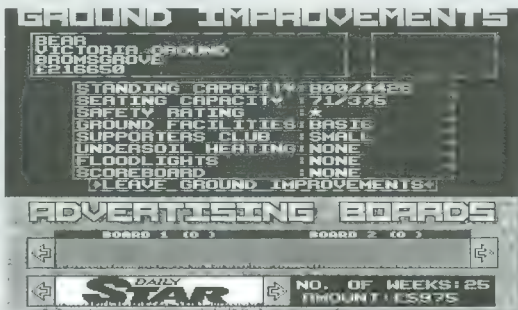 GROUND IMPROVEMENTS
BEAR
VICTORIA GROUND
BROMSGROVE
£216650
STANDING CAPACITY:800/4428
SEATING CAPACITY :71/375
SAFETY RATING :*
GROUND FACILITIES:BASIC
SUPPORTERS CLUB :SMALL
UNDERSOIL HEATING:NONE
FLOODLIGHTS :NONE
SCOREBOARD :NONE
LEAVE GROUND IMPROVEMENTS
ADVERTISING BOARDS
BOARD 1 (0 ) BOARD 2 (0 )
DAILY STAR
NO. OF WEEKS:25
AMOUNT:£5975